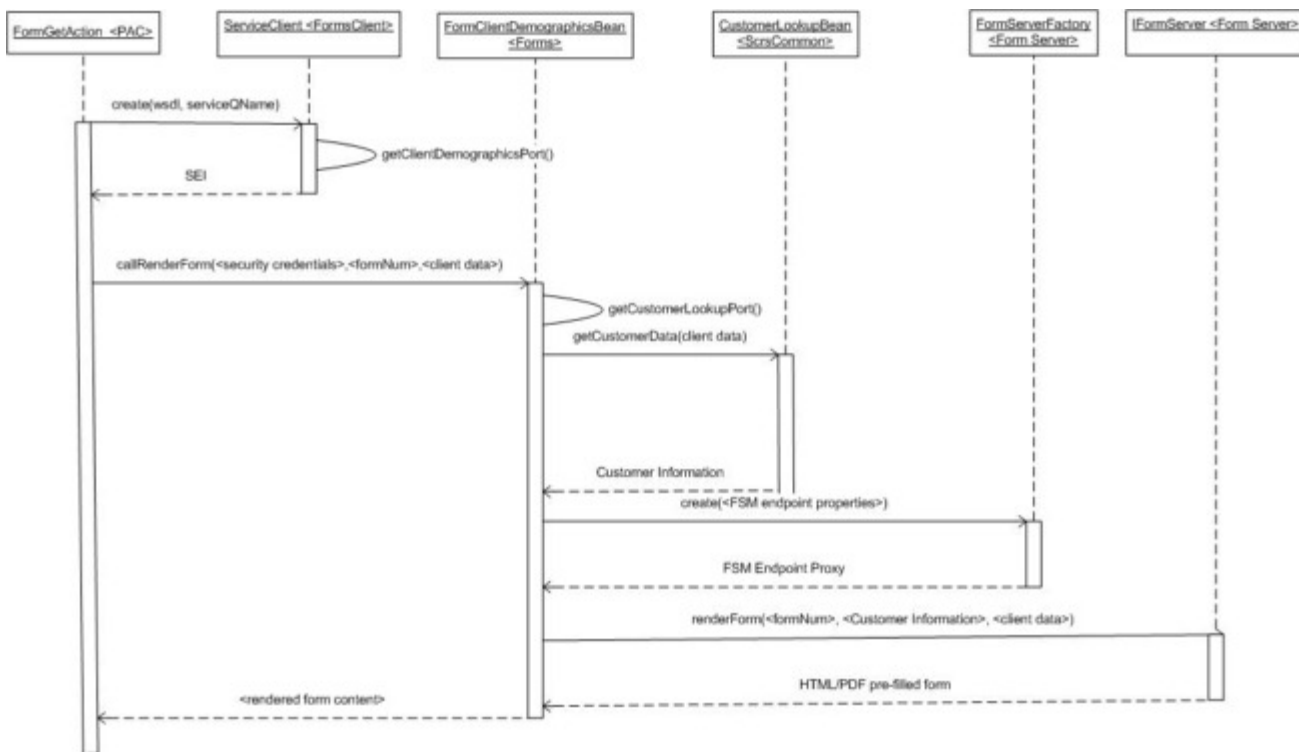 FormGetAction <PAC>
ServiceClient <FormsClient>
FormClientDemographicsBean
<Forms>
CustomerLookupBean
<ScrsCommon>
FormServerFactory
<Form Server>
IFormServer <Form Server>
create(wsdl, serviceQName)
getClientDemographicsPort()
SEI
callRenderForm(<security credentials>,<formNum>,<client data>)
getCustomerLookupPort()
getCustomerData(client data)
Customer Information
create(<FSM endpoint properties>)
FSM Endpoint Proxy
renderForm(<formNum>, <Customer Information>, <client data>)
HTML/PDF pre-filled form
<rendered form content>